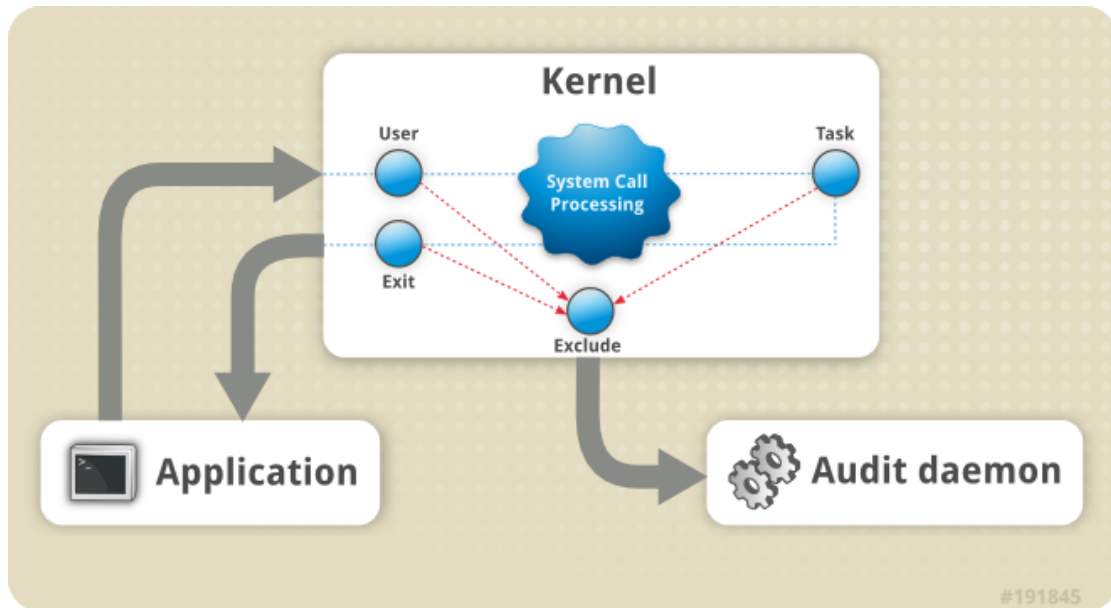 Kernel
User
Task
System Call
Processing
Exit
Exclude
>_
Application
Audit daemon
#191845